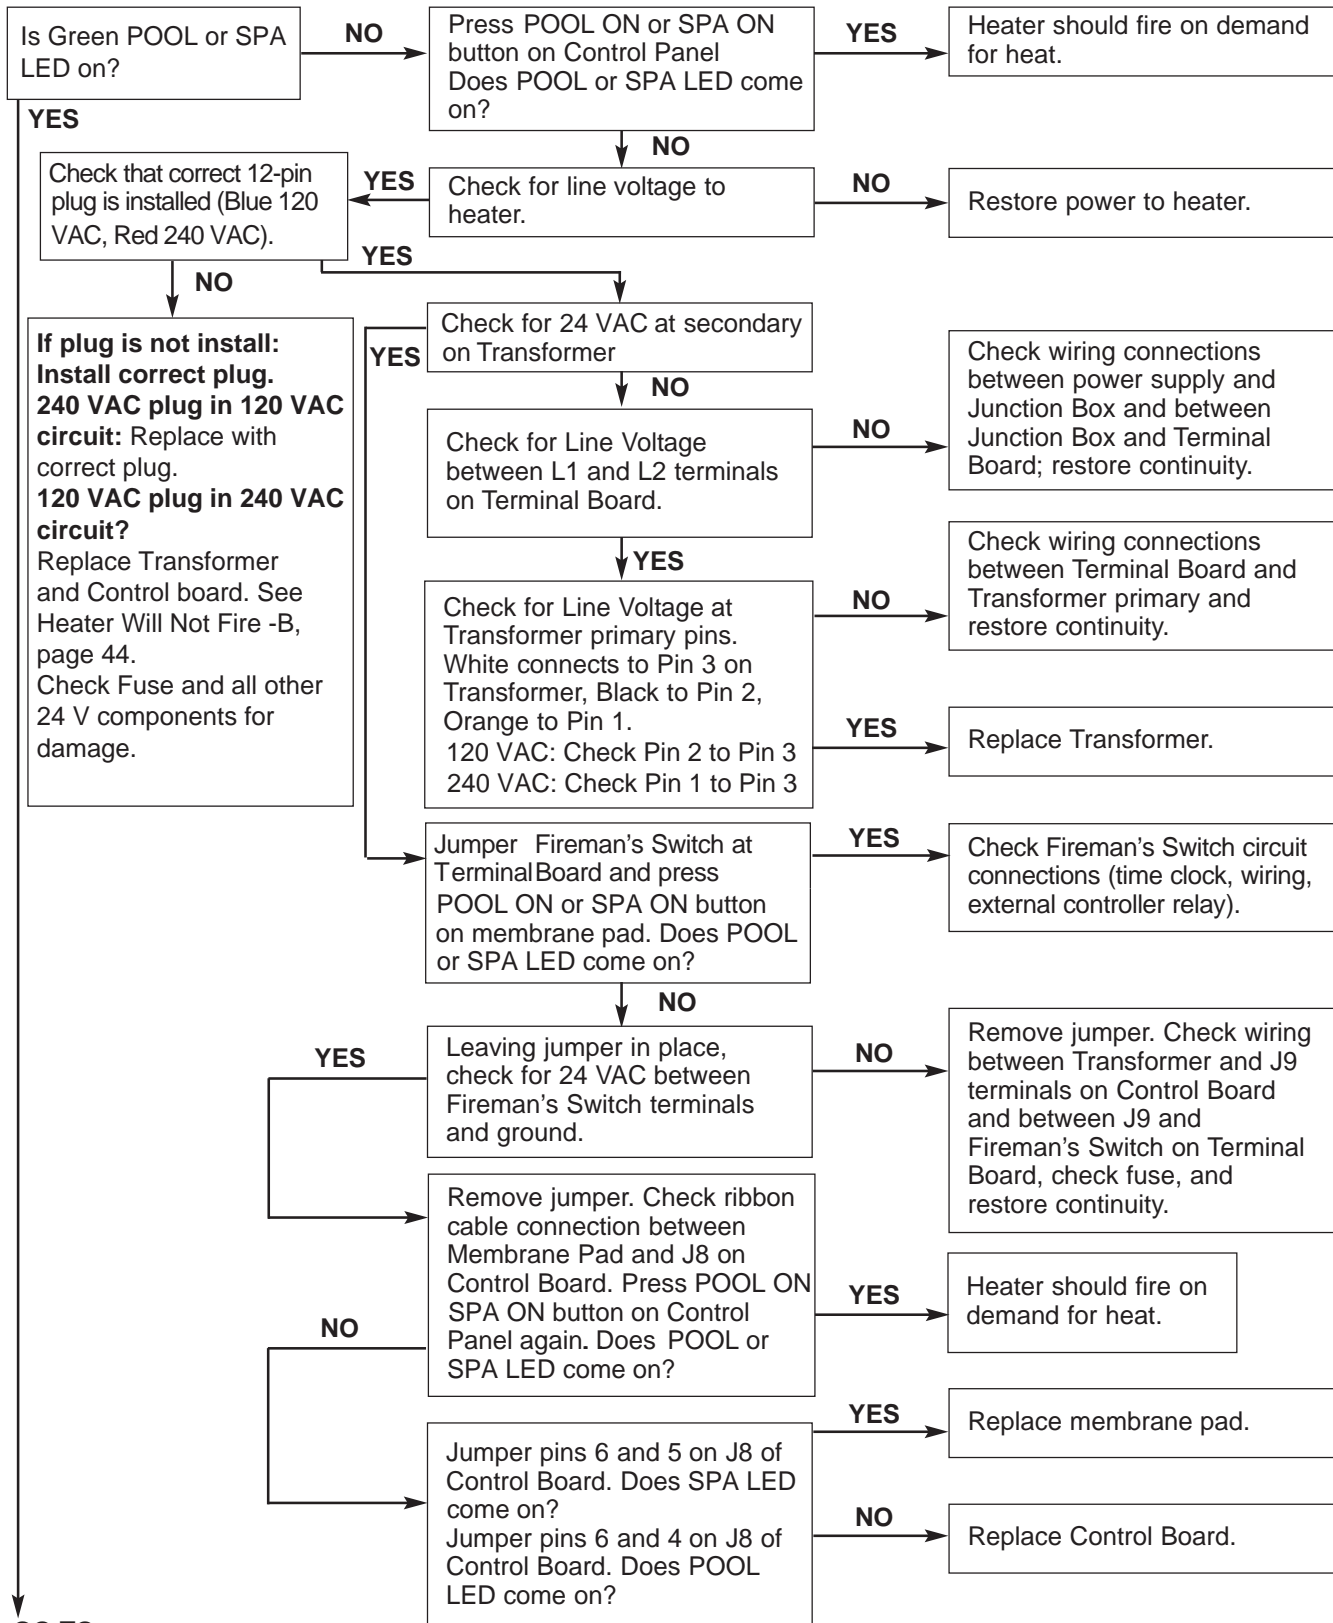 Is Green POOL or SPA
LED on?
NO
Press POOL ON or SPA ON
button on Control Panel
Does POOL or SPA LED come
on?
YES
Heater should fire on demand
for heat.
YES
NO
Check that correct 12-pin
plug is installed (Blue 120
VAC, Red 240 VAC).
YES
Check for line voltage to
heater.
NO
Restore power to heater.
YES
NO
If plug is not install:
Install correct plug.
240 VAC plug in 120 VAC
circuit: Replace with
correct plug.
120 VAC plug in 240 VAC
circuit?
Replace Transformer
and Control board. See
Heater Will Not Fire -B,
page 44.
Check Fuse and all other
24 V components for
damage.
YES
Check for 24 VAC at secondary
on Transformer
NO
Check for Line Voltage
between L1 and L2 terminals
on Terminal Board.
NO
Check wiring connections
between power supply and
Junction Box and between
Junction Box and Terminal
Board; restore continuity.
YES
Check for Line Voltage at
Transformer primary pins.
White connects to Pin 3 on
Transformer, Black to Pin 2,
Orange to Pin 1.
120 VAC: Check Pin 2 to Pin 3
240 VAC: Check Pin 1 to Pin 3
NO
Check wiring connections
between Terminal Board and
Transformer primary and
restore continuity.
YES
Replace Transformer.
Jumper Fireman's Switch at
TerminalBoard and press
POOL ON or SPA ON button
on membrane pad. Does POOL
or SPA LED come on?
YES
Check Fireman's Switch circuit
connections (time clock, wiring,
external controller relay).
NO
YES
Leaving jumper in place,
check for 24 VAC between
Fireman's Switch terminals
and ground.
NO
Remove jumper. Check wiring
between Transformer and J9
terminals on Control Board
and between J9 and
Fireman's Switch on Terminal
Board, check fuse, and
restore continuity.
Remove jumper. Check ribbon
cable connection between
Membrane Pad and J8 on
Control Board. Press POOL ON
SPA ON button on Control
Panel again. Does POOL or
SPA LED come on?
YES
Heater should fire on
demand for heat.
NO
Jumper pins 6 and 5 on J8 of
Control Board. Does SPA LED
come on?
Jumper pins 6 and 4 on J8 of
Control Board. Does POOL
LED come on?
YES
Replace membrane pad.
NO
Replace Control Board.